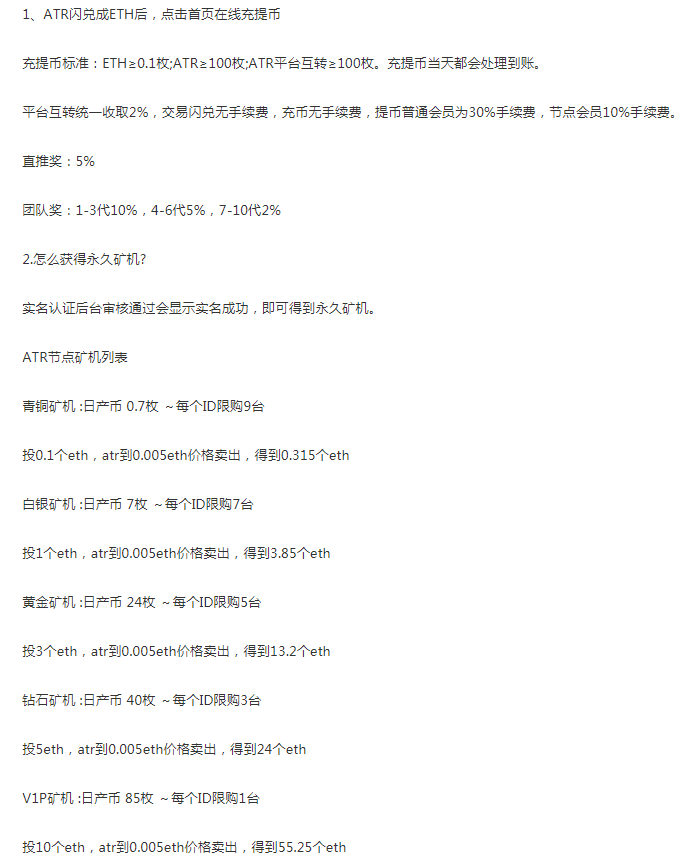 1、ATR闪兑成ETH后，点击首页在线充提币
充提币标准：ETH≥0.1枚;ATR≥100枚;ATR平台互转≥100枚。充提币当天都会处理到账。
平台互转统一收取2%，交易闪兑无手续费，充币无手续费，提币普通会员为30%手续费，节点会员10%手续费。
直推奖：5%
团队奖：1-3代10%，4-6代5%，7-10代2%
2.怎么获得永久矿机?
实名认证后台审核通过会显示实名成功，即可得到永久矿机。
ATR节点矿机列表
青铜矿机 :日产币 0.7枚 ～每个ID限购9台
投0.1个eth，atr到0.005eth价格卖出，得到0.315个eth
白银矿机 :日产币 7枚 ～每个ID限购7台
投1个eth，atr到0.005eth价格卖出，得到3.85个eth
黄金矿机 :日产币 24枚 ～每个ID限购5台
投3个eth，atr到0.005eth价格卖出，得到13.2个eth
钻石矿机 :日产币 40枚 ～每个ID限购3台
投5eth，atr到0.005eth价格卖出，得到24个eth
V1P矿机 :日产币 85枚 ～每个ID限购1台
投10个eth，atr到0.005eth价格卖出，得到55.25个eth